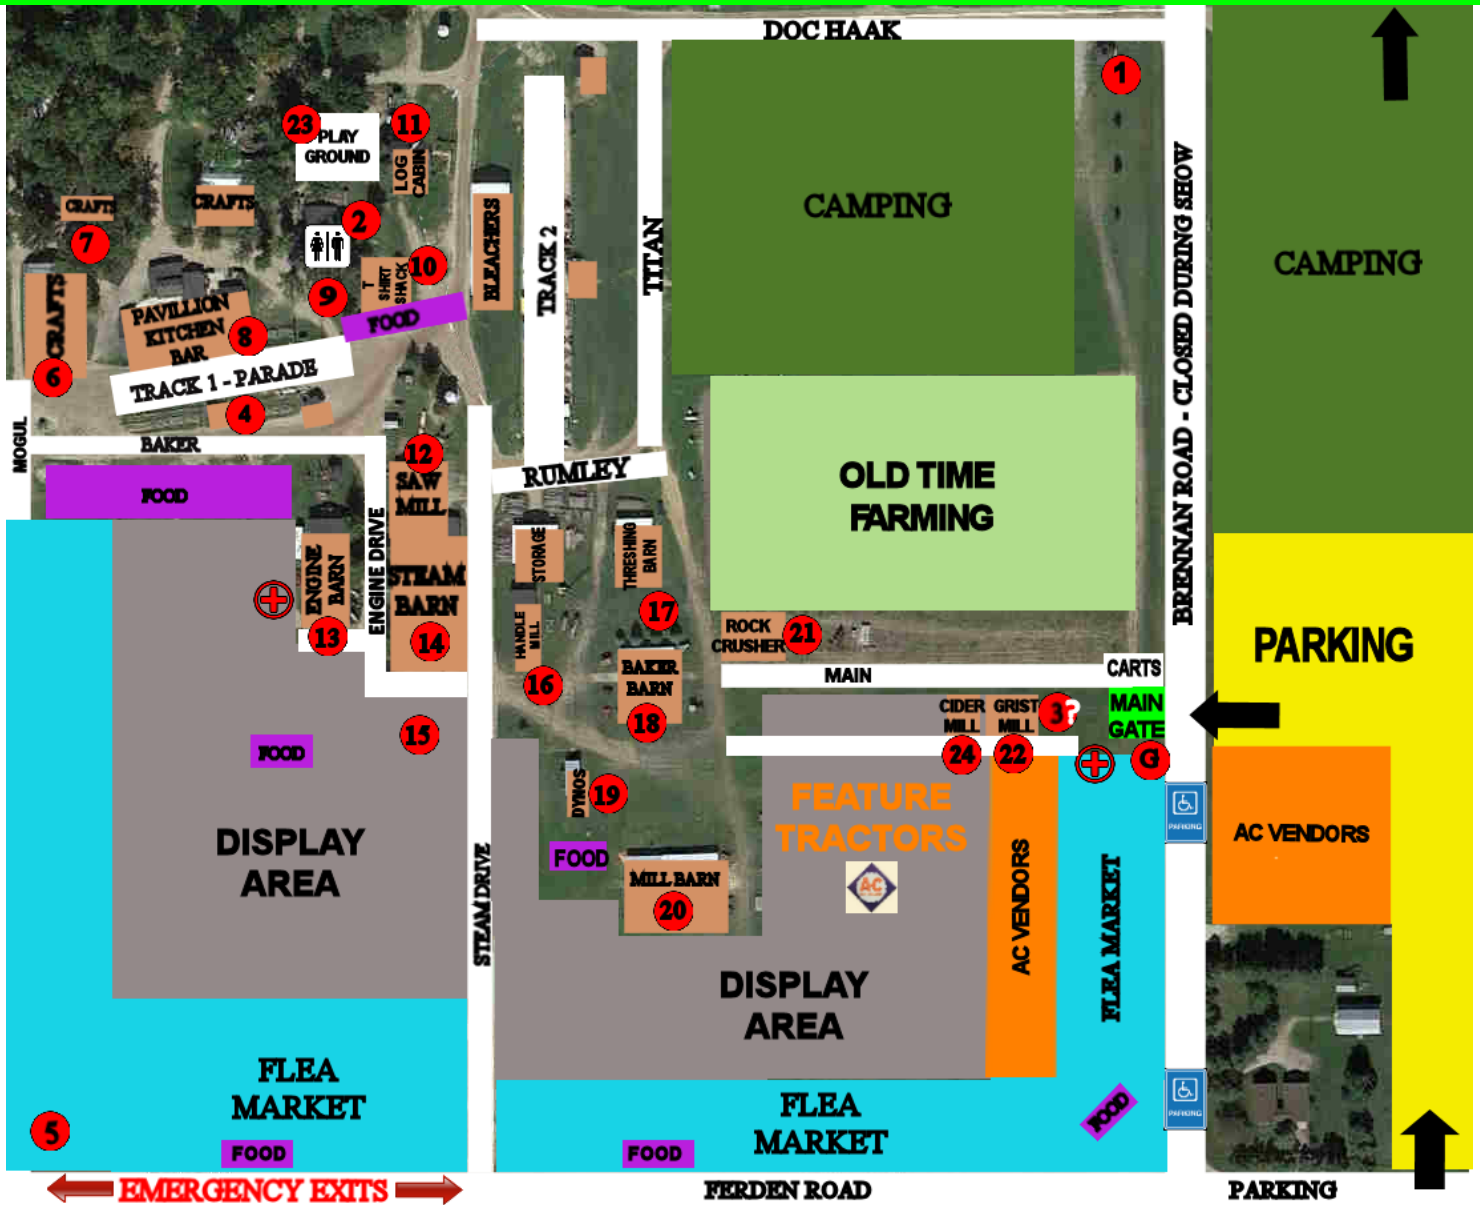 DOC HAAK
1
23
PLAY
GROUND
11
LOG
CABIN
CRAFTS
CRAFTS
7
2
10
T
SHIRT
SHACK
9
FOOD
BLEACHERS
TRACK 2
TITAN
CAMPING
CAMPING
BRENNAN ROAD - CLOSED DURING SHOW
CRAFTS
6
PAVILLION
KITCHEN
BAR
8
TRACK 1 - PARADE
4
MOGUL
BAKER
12
SAW
MILL
RUMLEY
OLD TIME
FARMING
FOOD
ENGINE
BARN
13
ENGINE DRIVE
STEAM
BARN
14
STORAGE
THRESHING
BARN
HANDLE
MILL
17
16
BAKER
BARN
18
ROCK
CRUSHER
21
PARKING
MAIN
CARTS
MAIN
GATE
G
CIDER
MILL
GRIST
MILL
3?
24
22
15
FOOD
DYNOS
19
FEATURE
TRACTORS
AC
PARKING
AC VENDORS
DISPLAY
AREA
STEAM DRIVE
FOOD
MILL BARN
20
AC VENDORS
FLEA MARKET
DISPLAY
AREA
FLEA
MARKET
5
FOOD
FLEA
MARKET
FOOD
FOOD
PARKING
EMERGENCY EXITS
FERDEN ROAD
PARKING